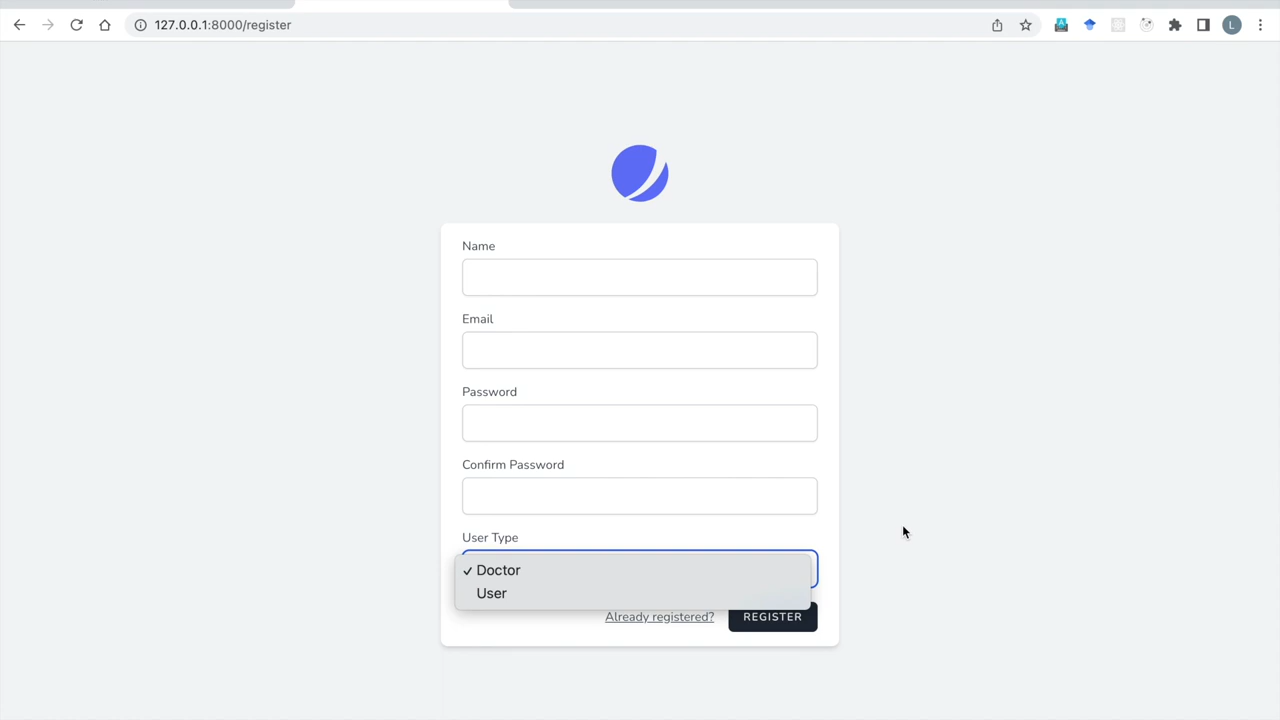 127.0.0.1:8000/register
L
Name
Email
Password
Confirm Password
User Type
✓ Doctor
User
Already registered?
REGISTER